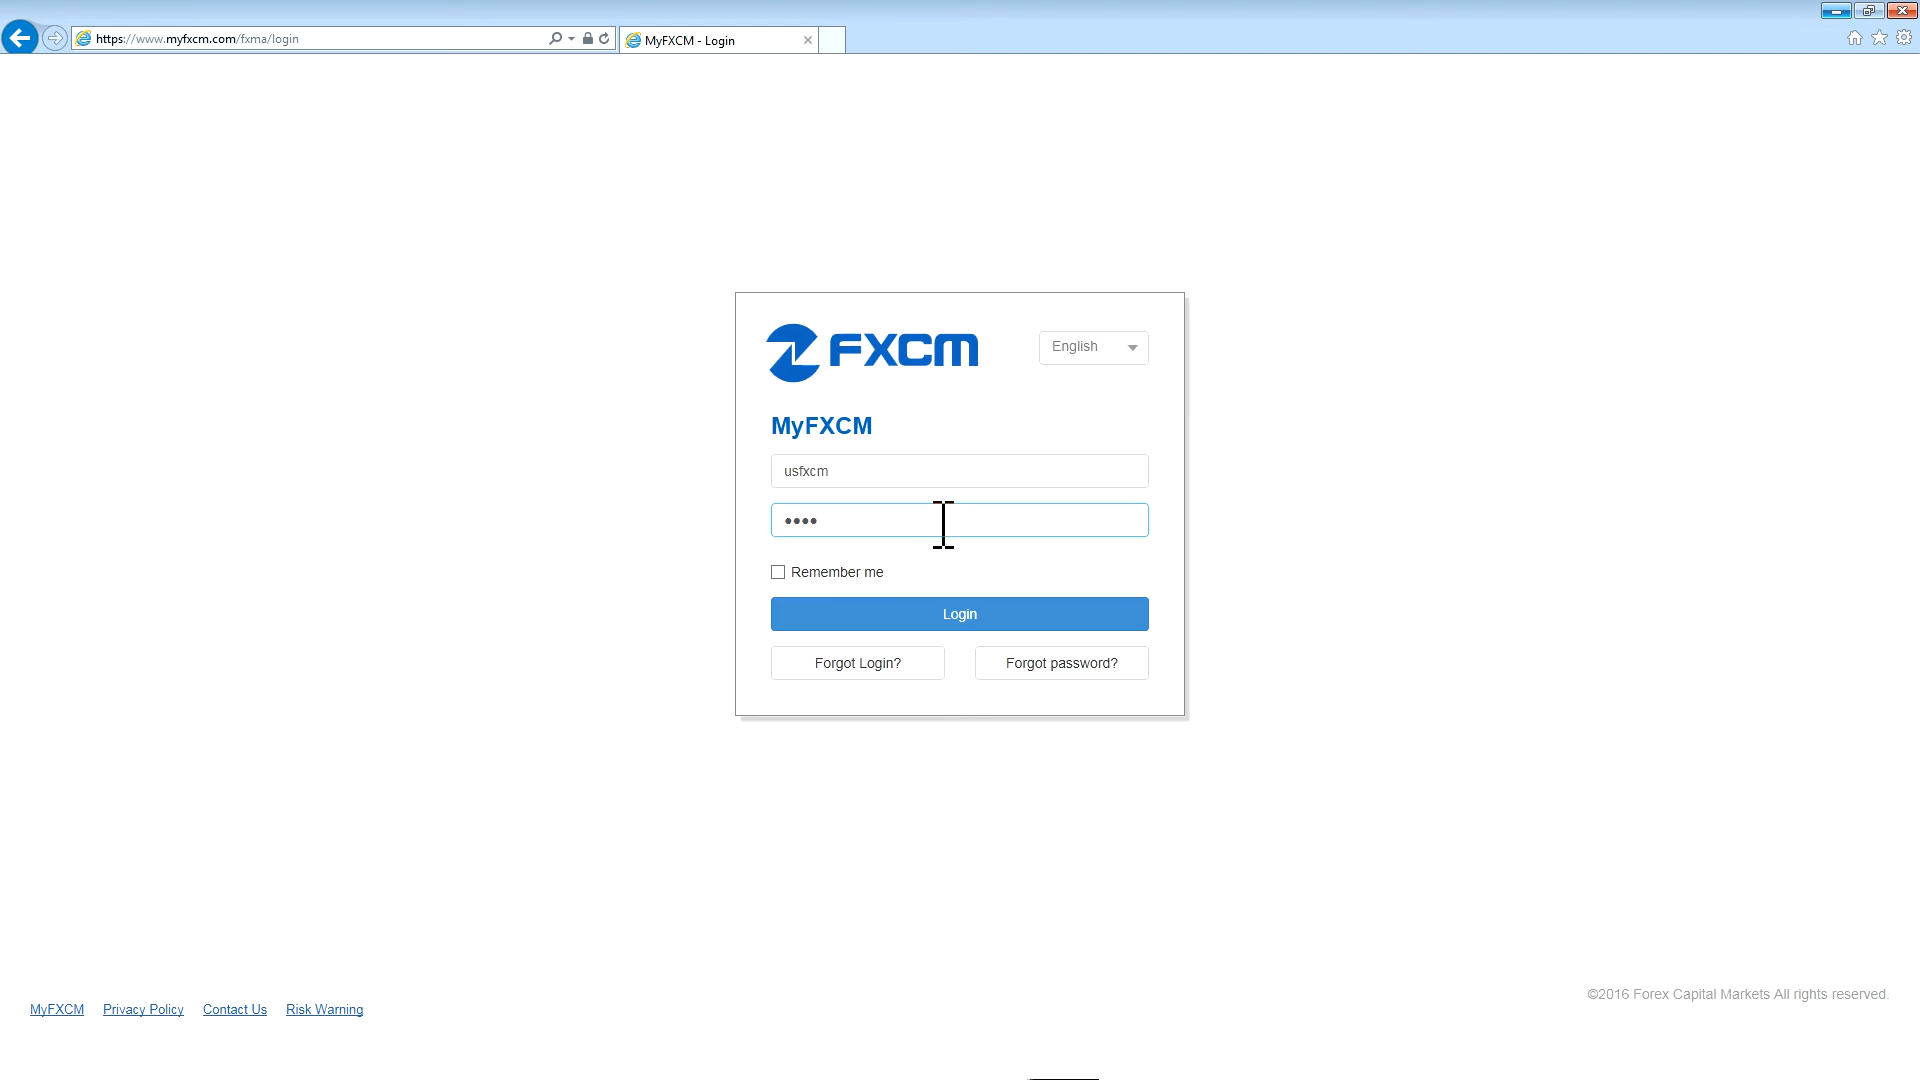 https://www.myfxcm.com/fxma/login
MyFXCM - Login
FXCM
English
MyFXCM
usfxcm
••••
Remember me
Login
Forgot Login?
Forgot password?
©2016 Forex Capital Markets All rights reserved.
MyFXCM Privacy Policy Contact Us Risk Warning